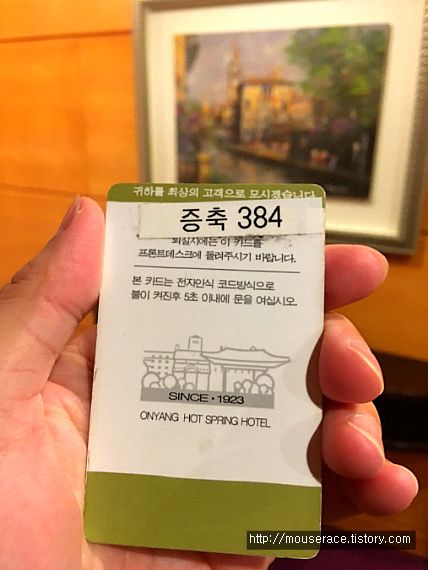 귀하를 최상의 고객으로 모시겠습니다.
증축 384
퇴실시에는 이 카드를
프론트데스크에 돌려주시기 바랍니다.
본 카드는 전자인식 코드방식으로
불이 켜진후 5초 이내에 문을 여십시오.
SINCE · 1923
ONYANG HOT SPRING HOTEL
http://mouserace.tistory.com